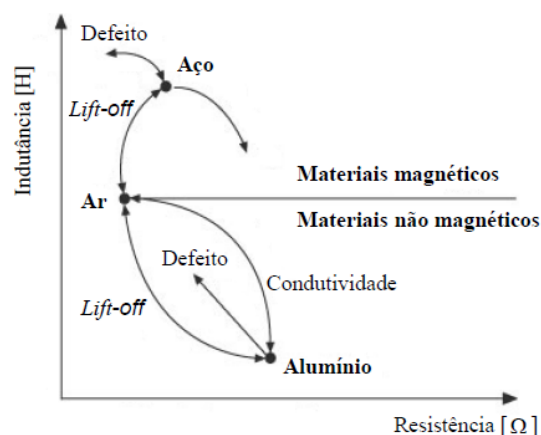 Indutância [H]
Defeito
Aço
Lift-off
Materiais magnéticos
Ar
Materiais não magnéticos
Defeito
Condutividade
Lift-off
Alumínio
Resistência [Ω]